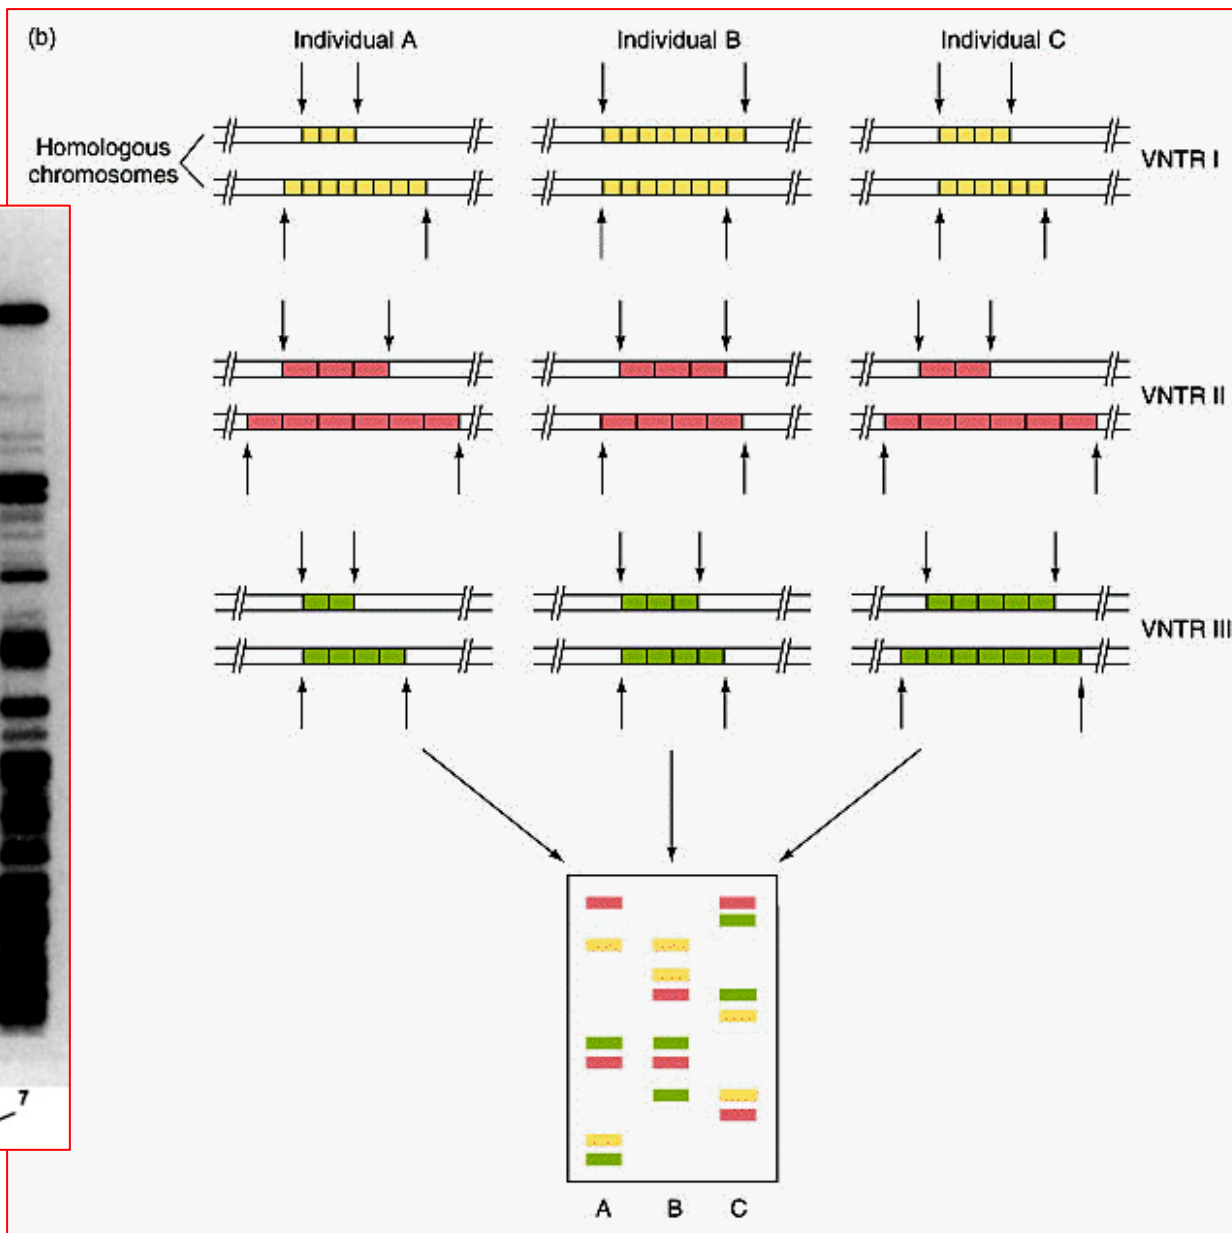 (b)
Individual A
Individual B
Individual C
Homologous
chromosomes
VNTR I
VNTR II
VNTR III
7
A B C